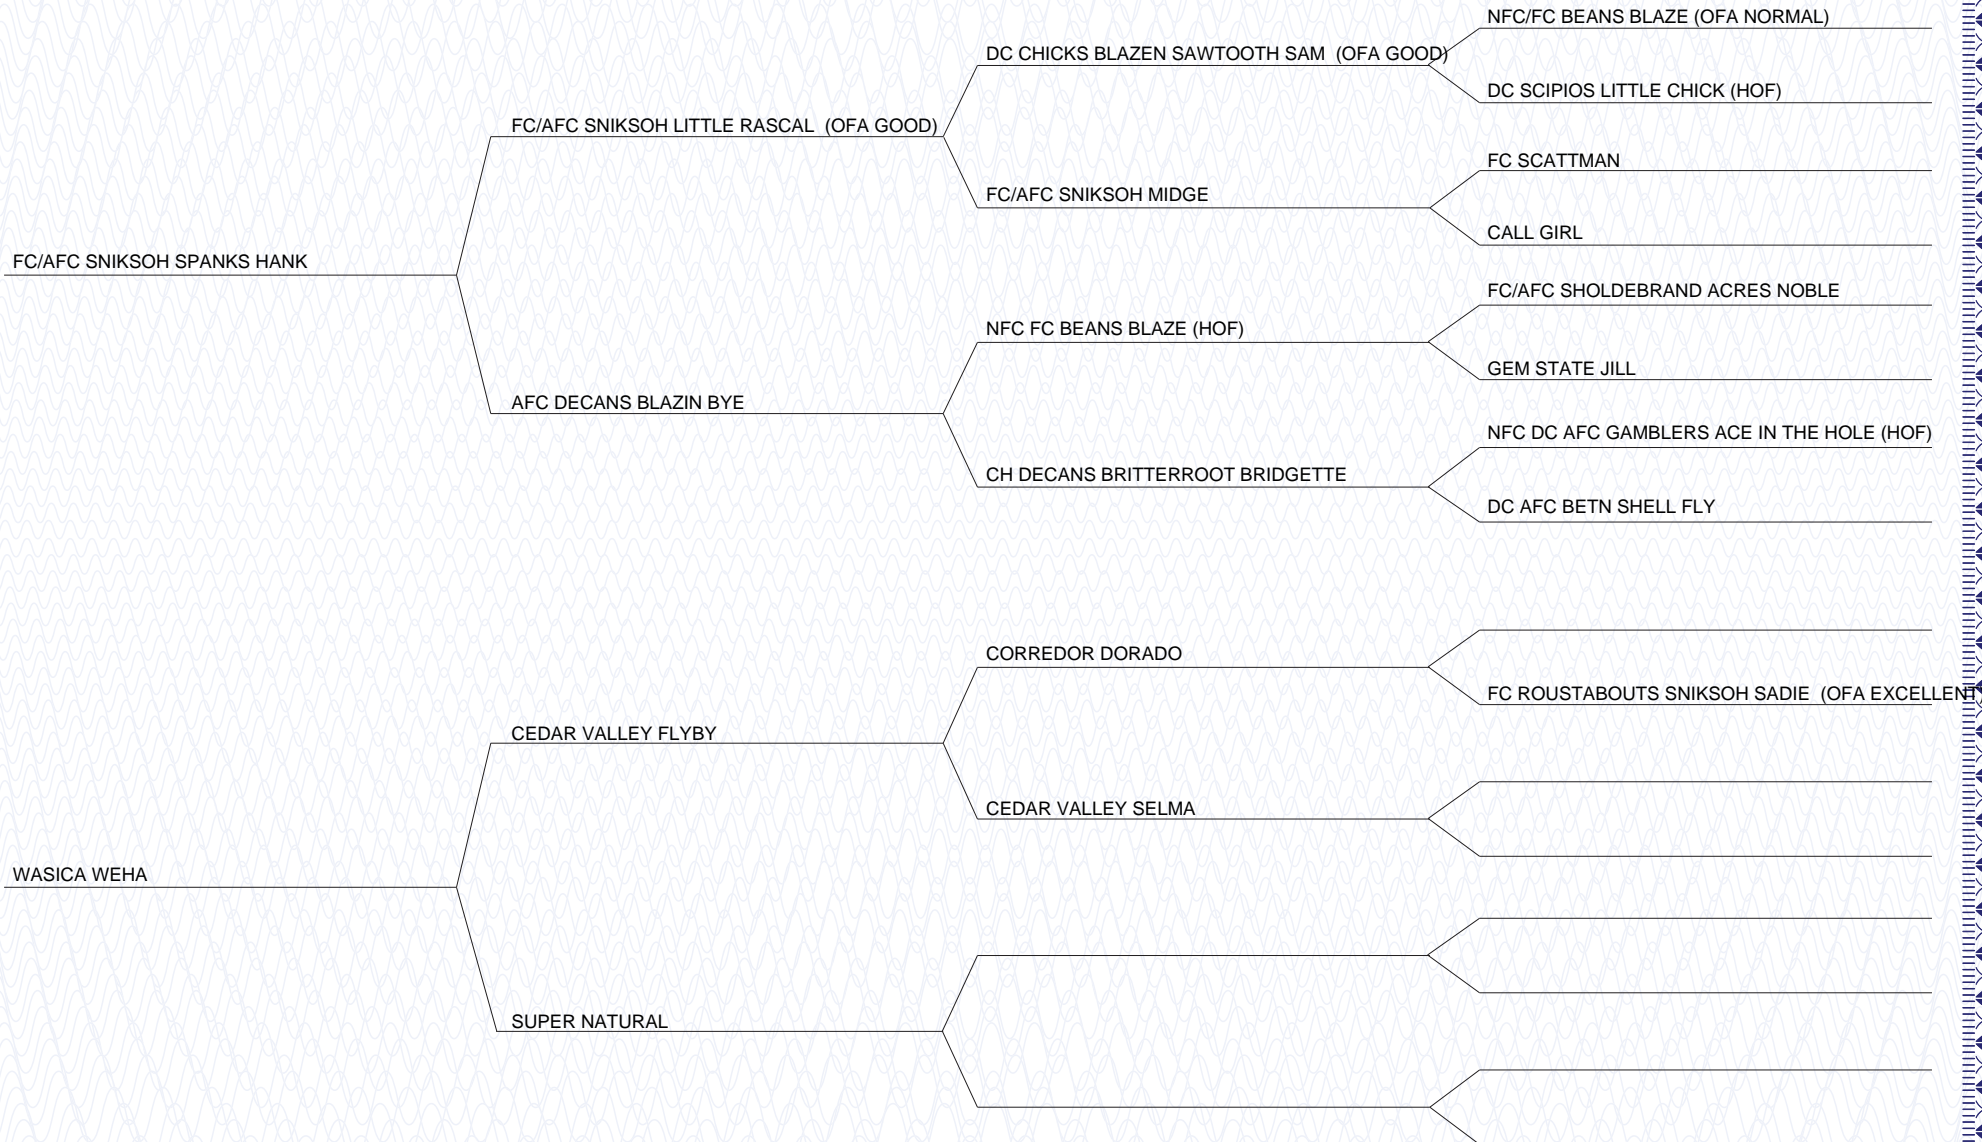 NFC/FC BEANS BLAZE (OFA NORMAL)
DC CHICKS BLAZEN SAWTOOTH SAM (OFA GOOD)
DC SCIPIOS LITTLE CHICK (HOF)
FC/AFC SNIKSOH LITTLE RASCAL (OFA GOOD)
FC SCATTMAN
FC/AFC SNIKSOH MIDGE
CALL GIRL
FC/AFC SNIKSOH SPANKS HANK
FC/AFC SHOLDEBRAND ACRES NOBLE
NFC FC BEANS BLAZE (HOF)
GEM STATE JILL
AFC DECANS BLAZIN BYE
NFC DC AFC GAMBLERS ACE IN THE HOLE (HOF)
CH DECANS BRITTERROOT BRIDGETTE
DC AFC BETN SHELL FLY
CORREDOR DORADO
FC ROUSTABOUTS SNIKSOH SADIE (OFA EXCELLENT
CEDAR VALLEY FLYBY
CEDAR VALLEY SELMA
WASICA WEHA
SUPER NATURAL